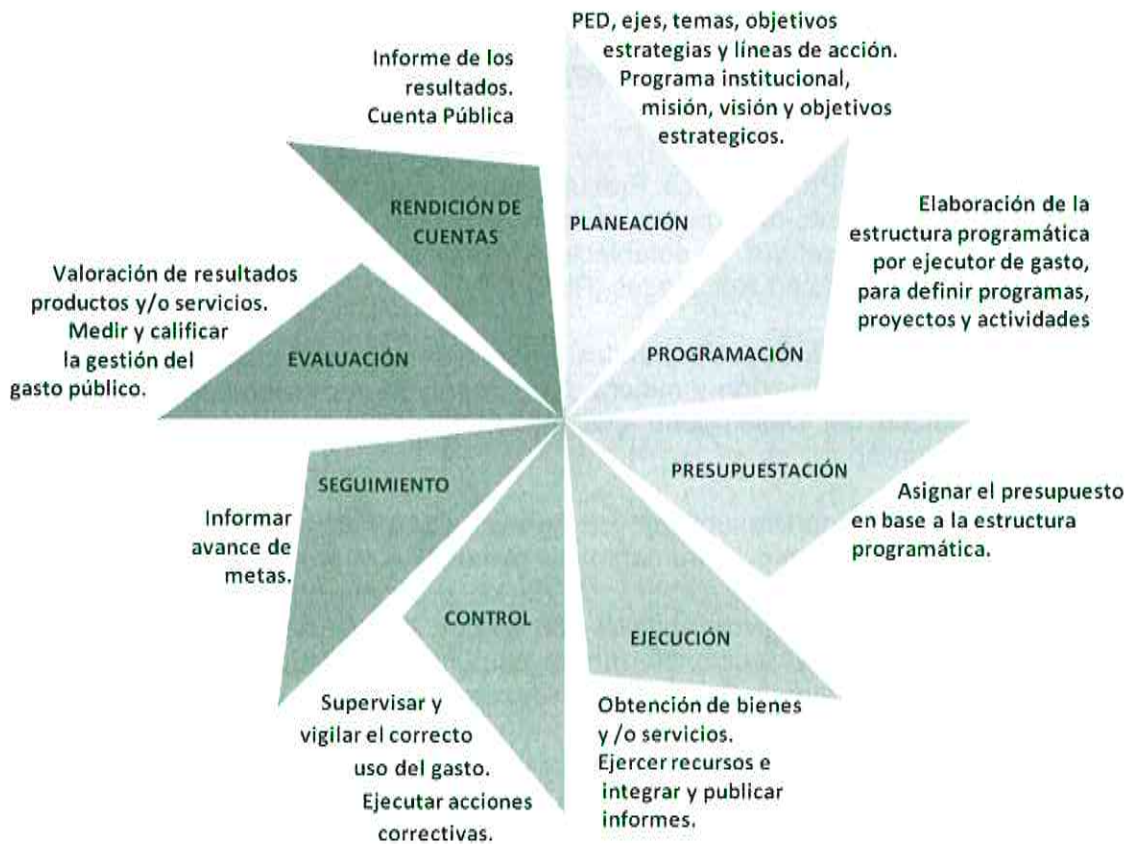 PED, ejes, temas, objetivos
estrategias y líneas de acción.
Programa institucional,
misión, visión y objetivos
estrategicos.
PLANEACIÓN
Elaboración de la
estructura programática
por ejecutor de gasto,
para definir programas,
proyectos y actividades
PROGRAMACIÓN
PRESUPUESTACIÓN
Asignar el presupuesto
en base a la estructura
programática.
EJECUCIÓN
Obtención de bienes
y /o servicios.
Ejercer recursos e
integrar y publicar
informes.
CONTROL
Supervisar y
vigilar el correcto
uso del gasto.
Ejecutar acciones
correctivas.
SEGUIMIENTO
Informar
avance de
metas.
EVALUACIÓN
Valoración de resultados
productos y/o servicios.
Medir y calificar
la gestión del
gasto público.
RENDICIÓN DE
CUENTAS
Informe de los
resultados.
Cuenta Pública